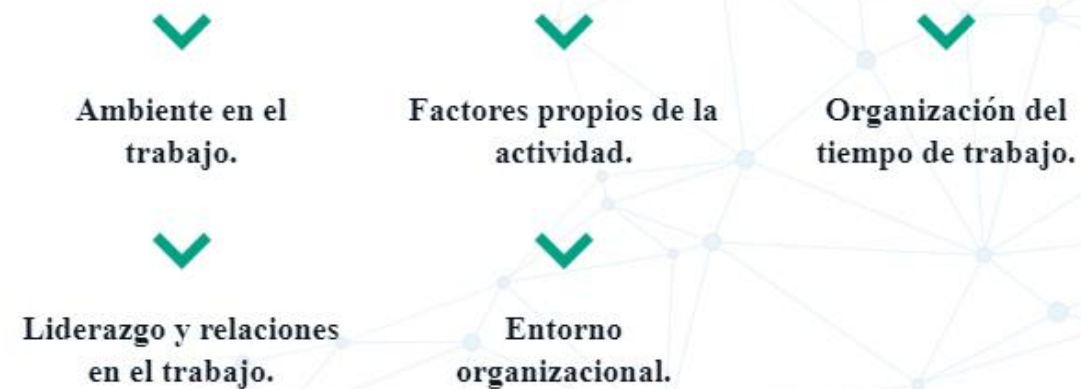 Ambiente en el
trabajo.
Factores propios de la
actividad.
Organización del
tiempo de trabajo.
Liderazgo y relaciones
en el trabajo.
Entorno
organizacional.